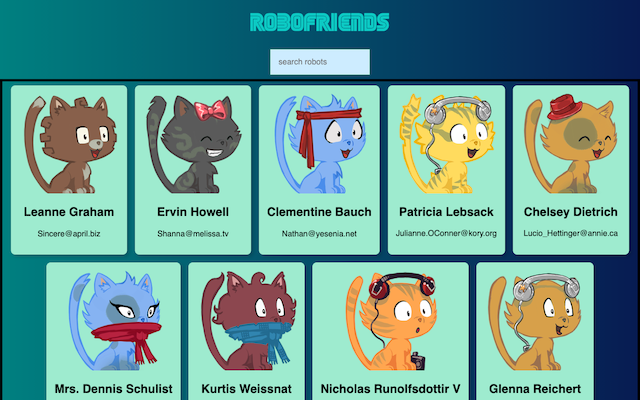 ROBOFRIENDS
search robots
Leanne Graham
Ervin Howell
Clementine Bauch
Patricia Lebsack
Chelsey Dietrich
Sincere@april.biz
Shanna@melissa.tv
Nathan@yesenia.net
Julianne.OConner@kory.org
Lucio_Hettinger@annie.ca
Mrs. Dennis Schulist
Kurtis Weissnat
Nicholas Runolfsdottir V
Glenna Reichert